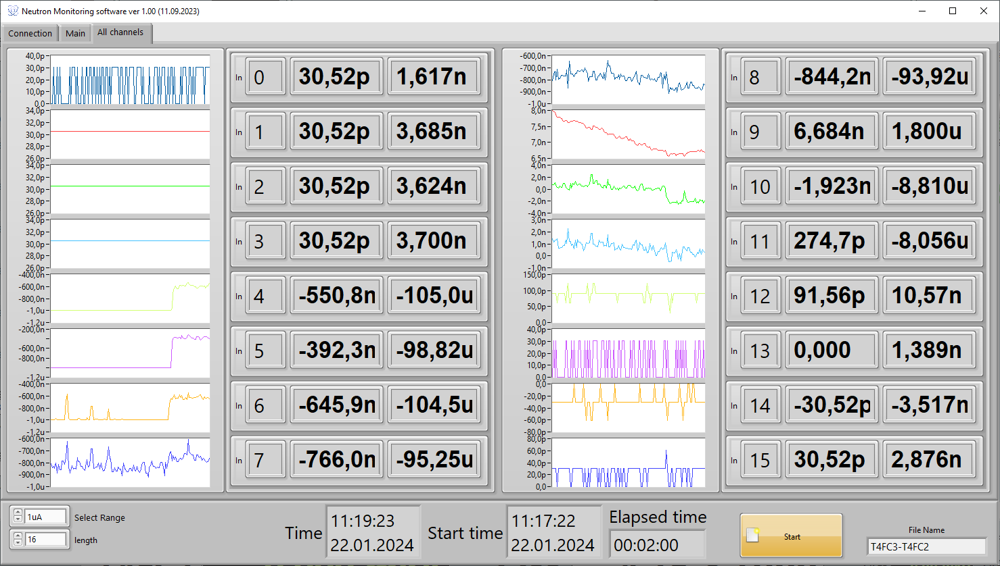 Neutron Monitoring software ver 1.00 (11.09.2023)
Connection Main All channels
40,0p
30,0p
20,0p
10,0p
0,0
34,0p
32,0p
30,0p
28,0p
26,0p
34,0p
32,0p
30,0p
28,0p
26,0p
34,0p
32,0p
30,0p
28,0p
26,0p
-400,0n
-600,0n
-800,0n
-1,0u
-1,2u
-200,0n
-600,0n
-800,0n
-1,2u
-400,0n
-600,0n
-800,0n
-1,0u
-1,2u
-600,0n
-700,0n
-800,0n
-900,0n
-1,0u
In 0 30,52p 1,617n
In 1 30,52p 3,685n
In 2 30,52p 3,624n
In 3 30,52p 3,700n
In 4 -550,8n -105,0u
In 5 -392,3n -98,82u
In 6 -645,9n -104,5u
In 7 -766,0n -95,25u
-600,0n
-700,0n
-800,0n
-900,0n
-1,0u
8,0n
7,5n
7,0n
6,5n
4,0n
2,0n
0,0
-2,0n
-4,0n
3,0n
2,0n
1,0n
0,0
-1,0n
150,0p
100,0p
50,0p
0,0
40,0p
30,0p
20,0p
10,0p
0,0
0,0
-20,0p
-40,0p
-60,0p
-80,0p
80,0p
60,0p
40,0p
20,0p
0,0
In 8 -844,2n -93,92u
In 9 6,684n 1,800u
In 10 -1,923n -8,810u
In 11 274,7p -8,056u
In 12 91,56p 10,57n
In 13 0,000 1,389n
In 14 -30,52p -3,517n
In 15 30,52p 2,876n
1uA Select Range
16 length
Time
11:19:23
22.01.2024
Start time
11:17:22
22.01.2024
Elapsed time
00:02:00
Start
File Name
T4FC3-T4FC2